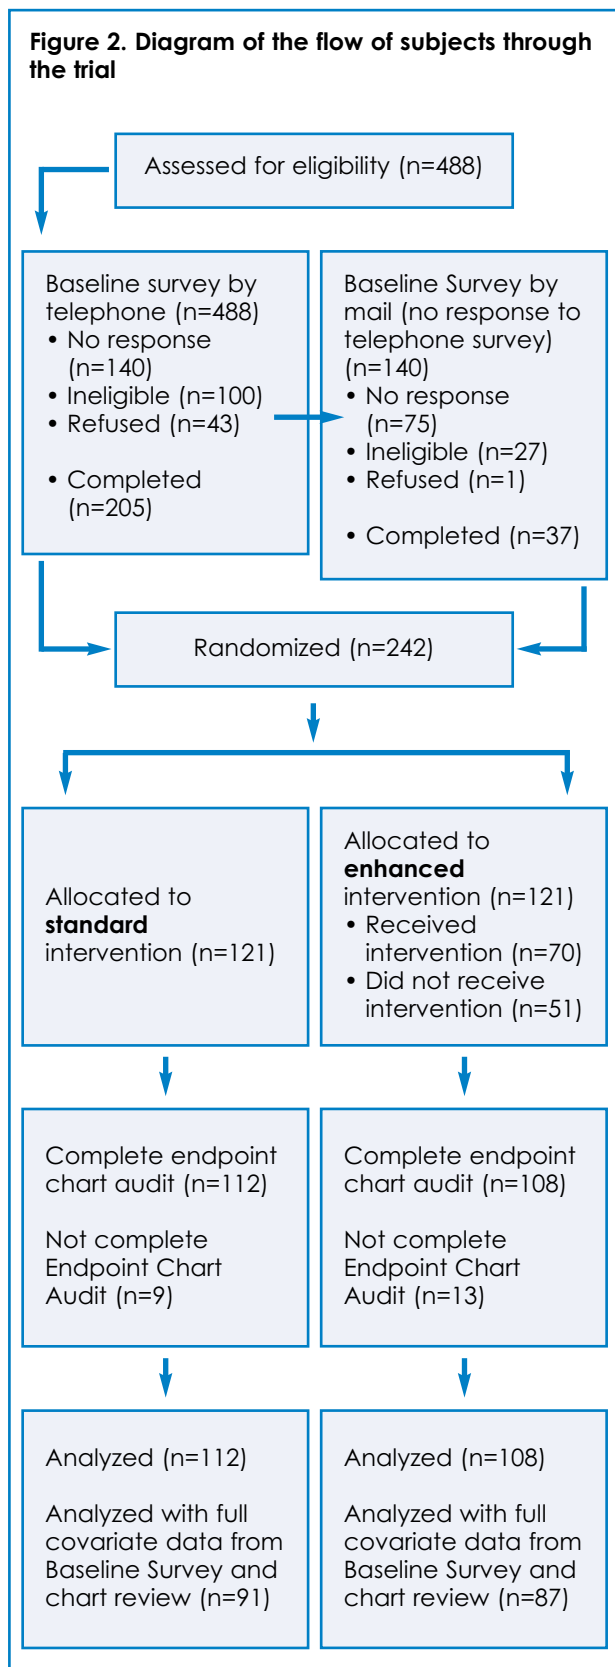 Figure 2. Diagram of the flow of subjects through
the trial
Assessed for eligibility (n=488)
Baseline survey by
telephone (n=488)
• No response
(n=140)
• Ineligible (n=100)
• Refused (n=43)
• Completed
(n=205)
Baseline Survey by
mail (no response to
telephone survey)
(n=140)
• No response
(n=75)
• Ineligible (n=27)
• Refused (n=1)
• Completed (n=37)
Randomized (n=242)
Allocated to
standard
intervention (n=121)
Allocated to
enhanced
intervention (n=121)
• Received
intervention (n=70)
• Did not receive
intervention (n=51)
Complete endpoint
chart audit (n=112)
Not complete
Endpoint Chart
Audit (n=9)
Complete endpoint
chart audit (n=108)
Not complete
Endpoint Chart
Audit (n=13)
Analyzed (n=112)
Analyzed with full
covariate data from
Baseline Survey and
chart review (n=91)
Analyzed (n=108)
Analyzed with full
covariate data from
Baseline Survey and
chart review (n=87)